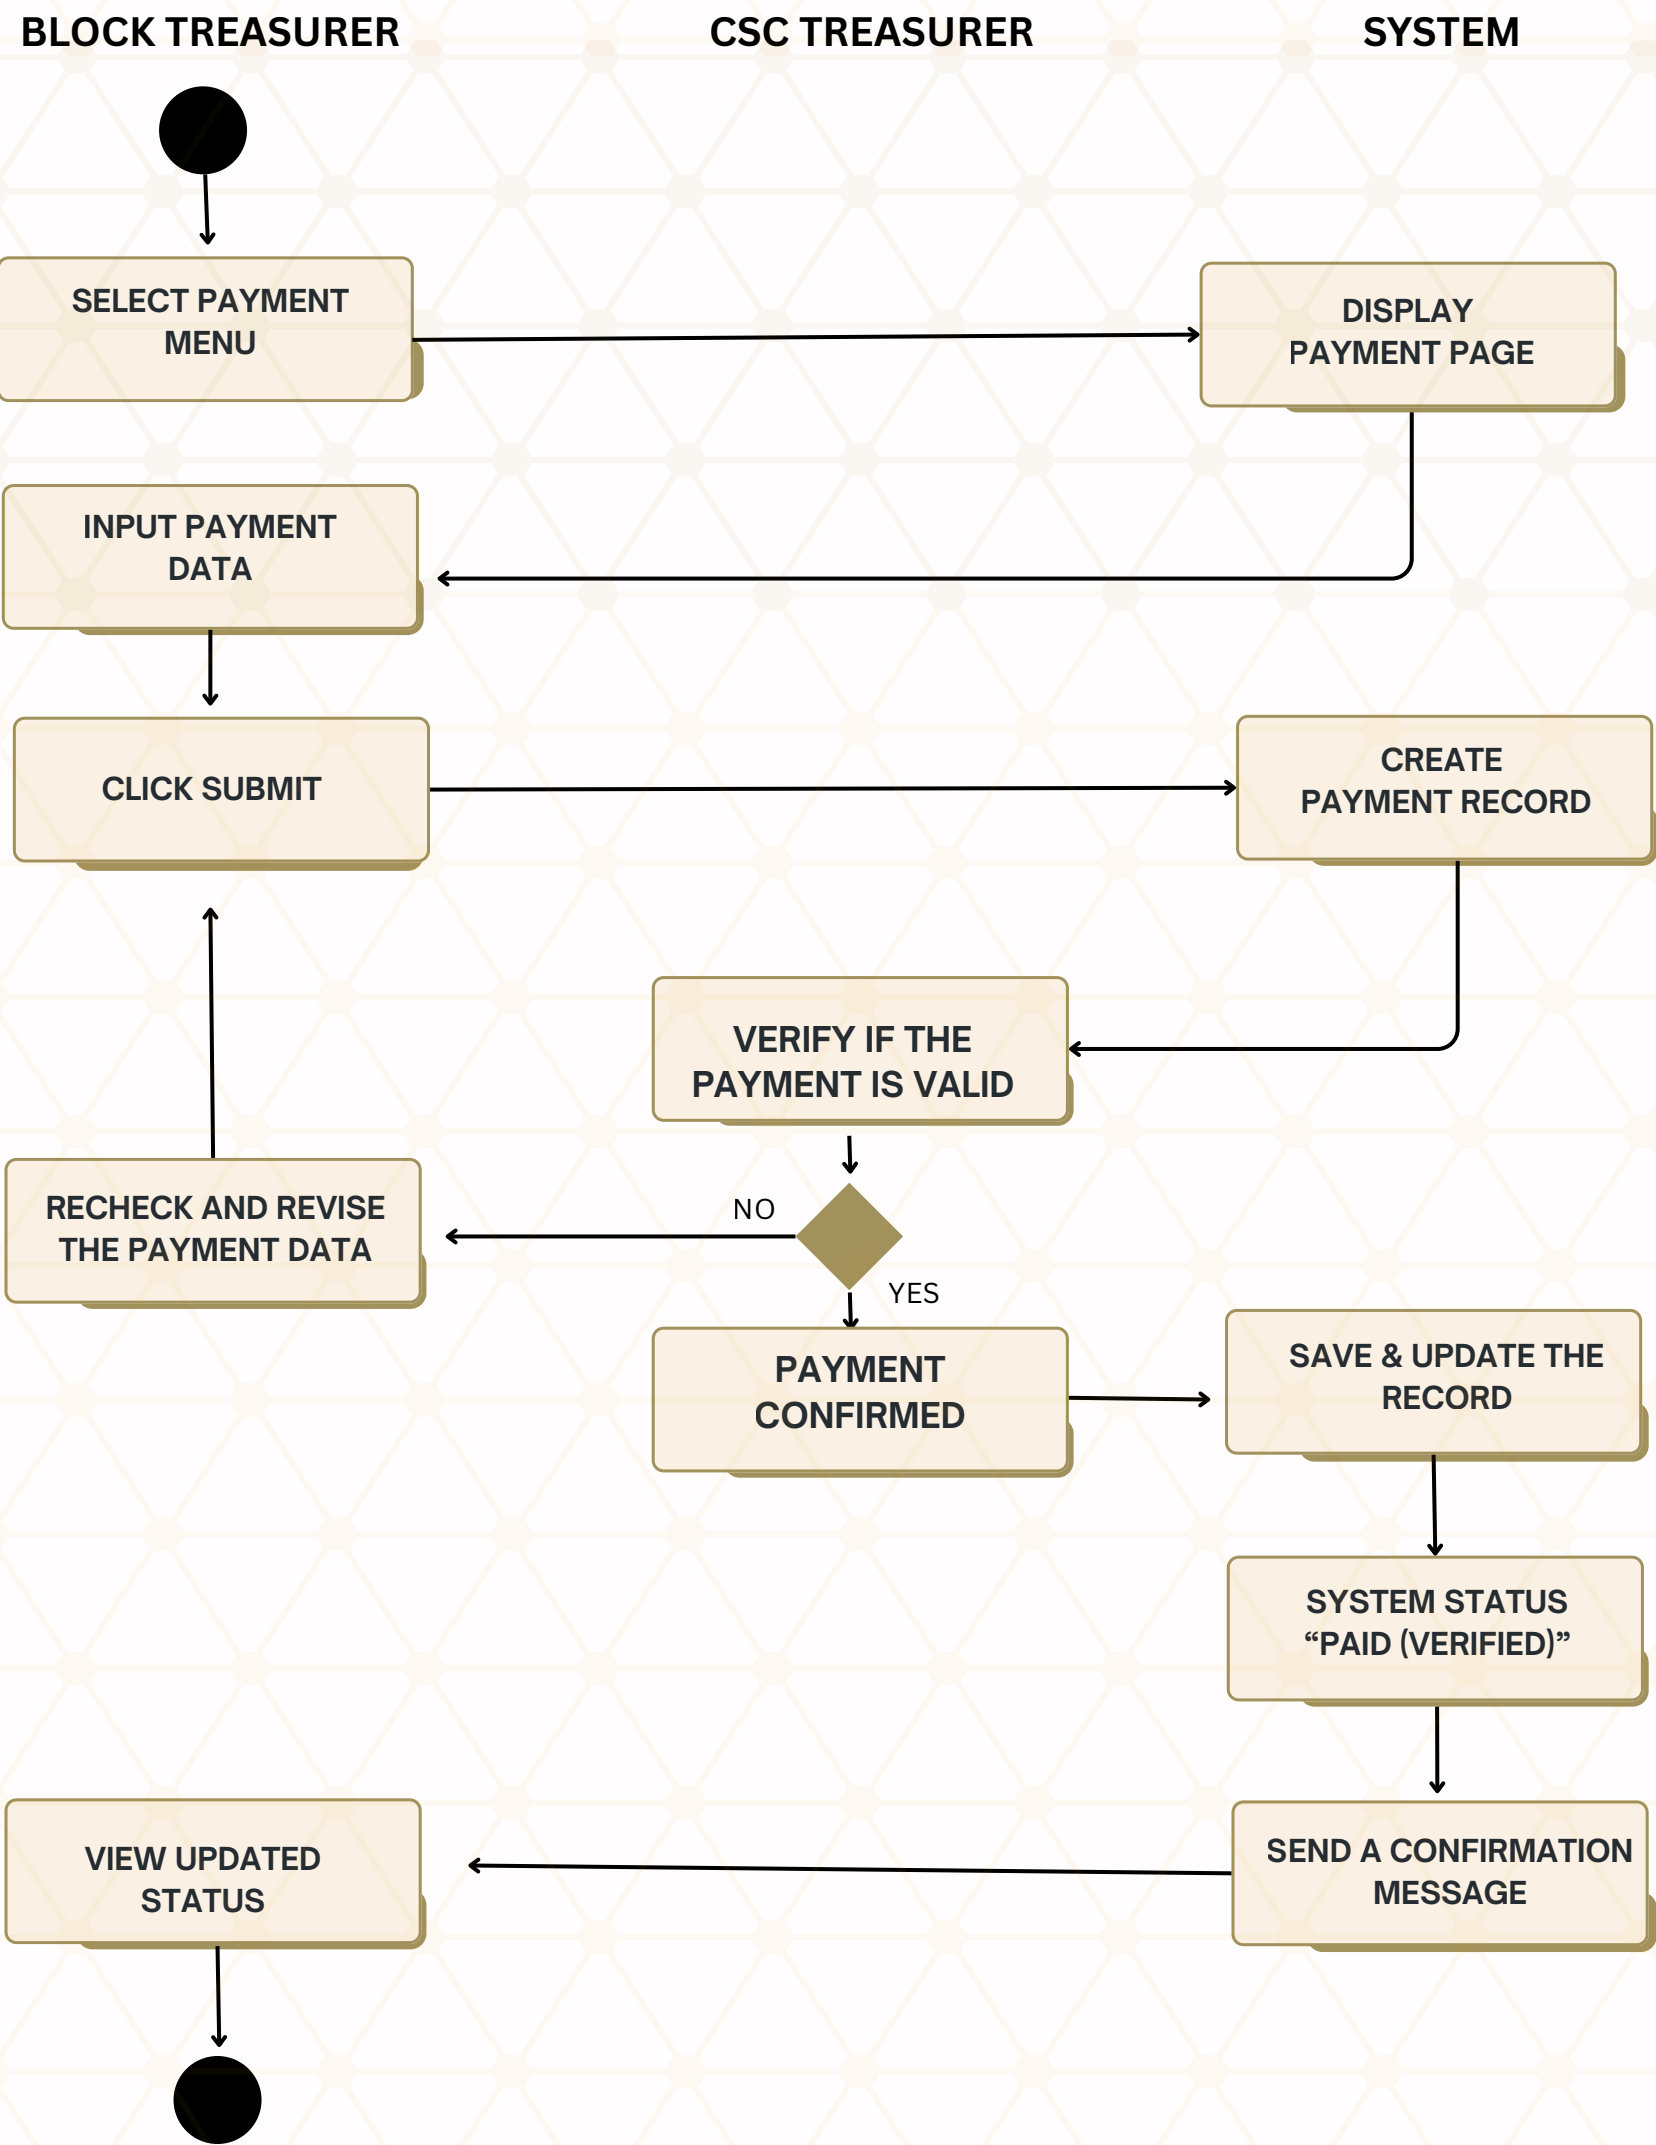 BLOCK TREASURER
CSC TREASURER
SYSTEM
SELECT PAYMENT
MENU
DISPLAY
PAYMENT PAGE
INPUT PAYMENT
DATA
CLICK SUBMIT
CREATE
PAYMENT RECORD
VERIFY IF THE
PAYMENT IS VALID
NO
RECHECK AND REVISE
THE PAYMENT DATA
YES
PAYMENT
CONFIRMED
SAVE & UPDATE THE
RECORD
SYSTEM STATUS
“PAID (VERIFIED)”
SEND A CONFIRMATION
MESSAGE
VIEW UPDATED
STATUS